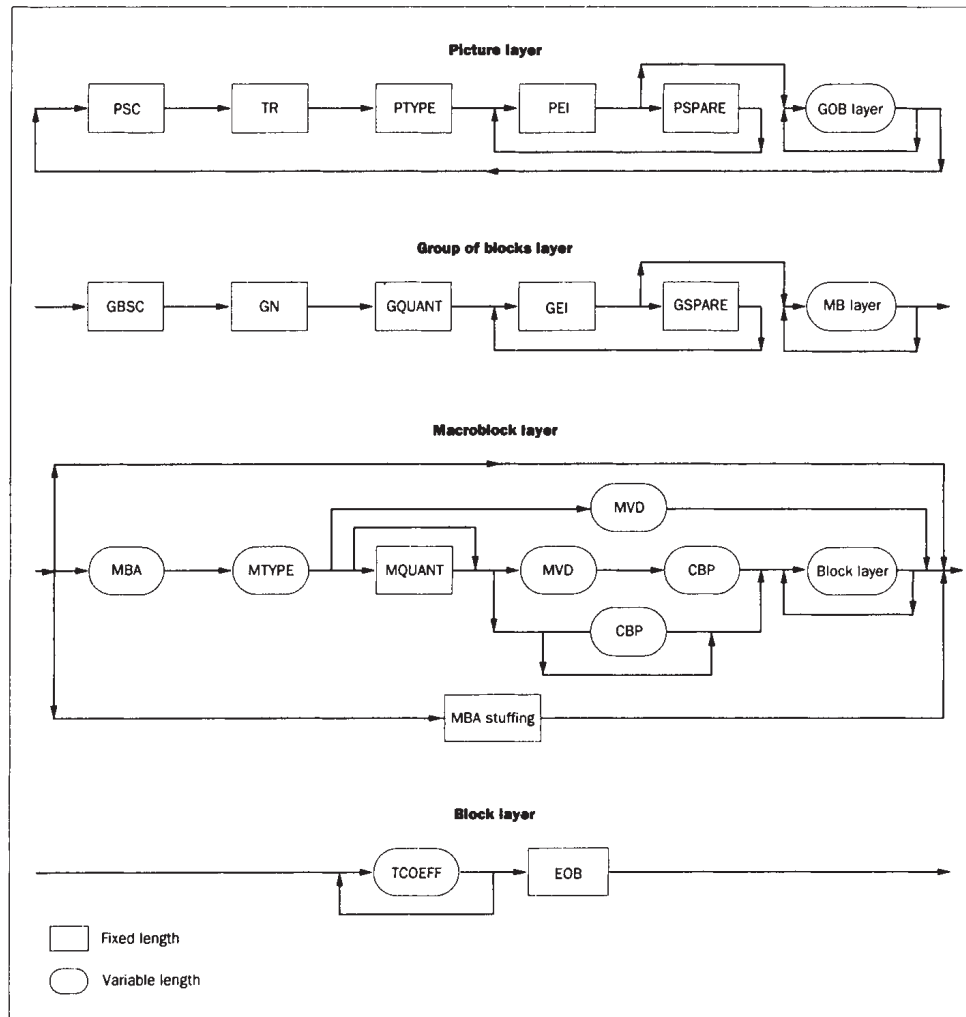 Picture layer
PSC TR PTYPE PEI PSPARE GOB layer
Group of blocks layer
GBSC GN GQUANT GEI GSPARE MB layer
Macroblock layer
MVD
MBA MTYPE MQUANT MVD CBP Block layer
CBP
MBA stuffing
Block layer
TCOEFF EOB
Fixed length
Variable length